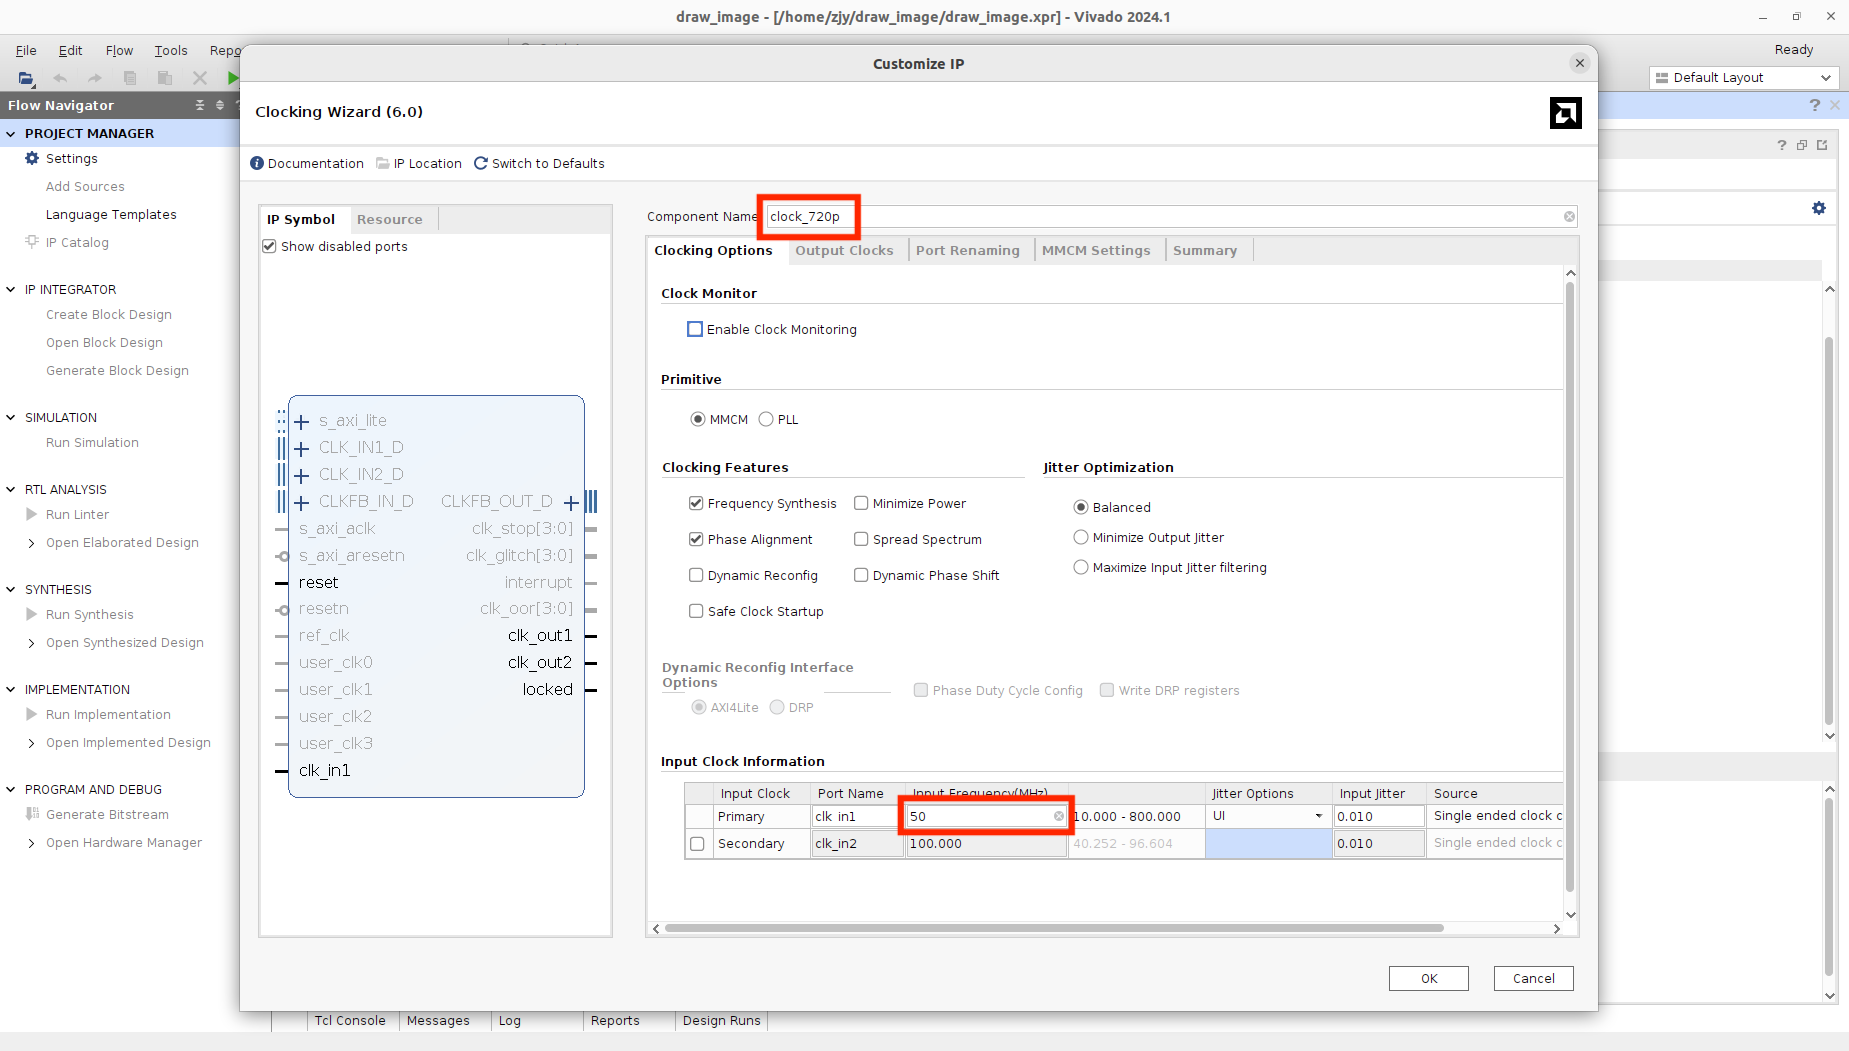 draw_image - [/home/zjy/draw_image/draw_image.xpr] - Vivado 2024.1
File Edit Flow Tools Repo
Ready
Default Layout
Flow Navigator
PROJECT MANAGER
Settings
Add Sources
Language Templates
IP Catalog
IP INTEGRATOR
Create Block Design
Open Block Design
Generate Block Design
SIMULATION
Run Simulation
RTL ANALYSIS
Run Linter
Open Elaborated Design
SYNTHESIS
Run Synthesis
Open Synthesized Design
IMPLEMENTATION
Run Implementation
Open Implemented Design
PROGRAM AND DEBUG
Generate Bitstream
Open Hardware Manager
Customize IP
Clocking Wizard (6.0)
Documentation IP Location Switch to Defaults
IP Symbol Resource
Show disabled ports
s_axi_lite
CLK_IN1_D
CLK_IN2_D
CLKFB_IN_D CLKFB_OUT_D
s_axi_aclk clk_stop[3:0]
s_axi_aresetn clk_glitch[3:0]
reset interrupt
resetn clk_oor[3:0]
ref_clk clk_out1
user_clk0 clk_out2
user_clk1 locked
user_clk2
user_clk3
clk_in1
Component Name clock_720p
Clocking Options Output Clocks Port Renaming MMCM Settings Summary
Clock Monitor
Enable Clock Monitoring
Primitive
MMCM PLL
Clocking Features
Frequency Synthesis Minimize Power
Phase Alignment Spread Spectrum
Dynamic Reconfig Dynamic Phase Shift
Safe Clock Startup
Jitter Optimization
Balanced
Minimize Output Jitter
Maximize Input Jitter filtering
Dynamic Reconfig Interface
Options
AXI4Lite DRP
Phase Duty Cycle Config Write DRP registers
Input Clock Information
Input Clock Port Name Input Frequency(MHz) Jitter Options Input Jitter Source
Primary clk_in1 50 10.000 - 800.000 UI 0.010 Single ended clock c
Secondary clk_in2 100.000 40.252 - 96.604 0.010 Single ended clock c
OK Cancel
Tcl Console Messages Log Reports Design Runs